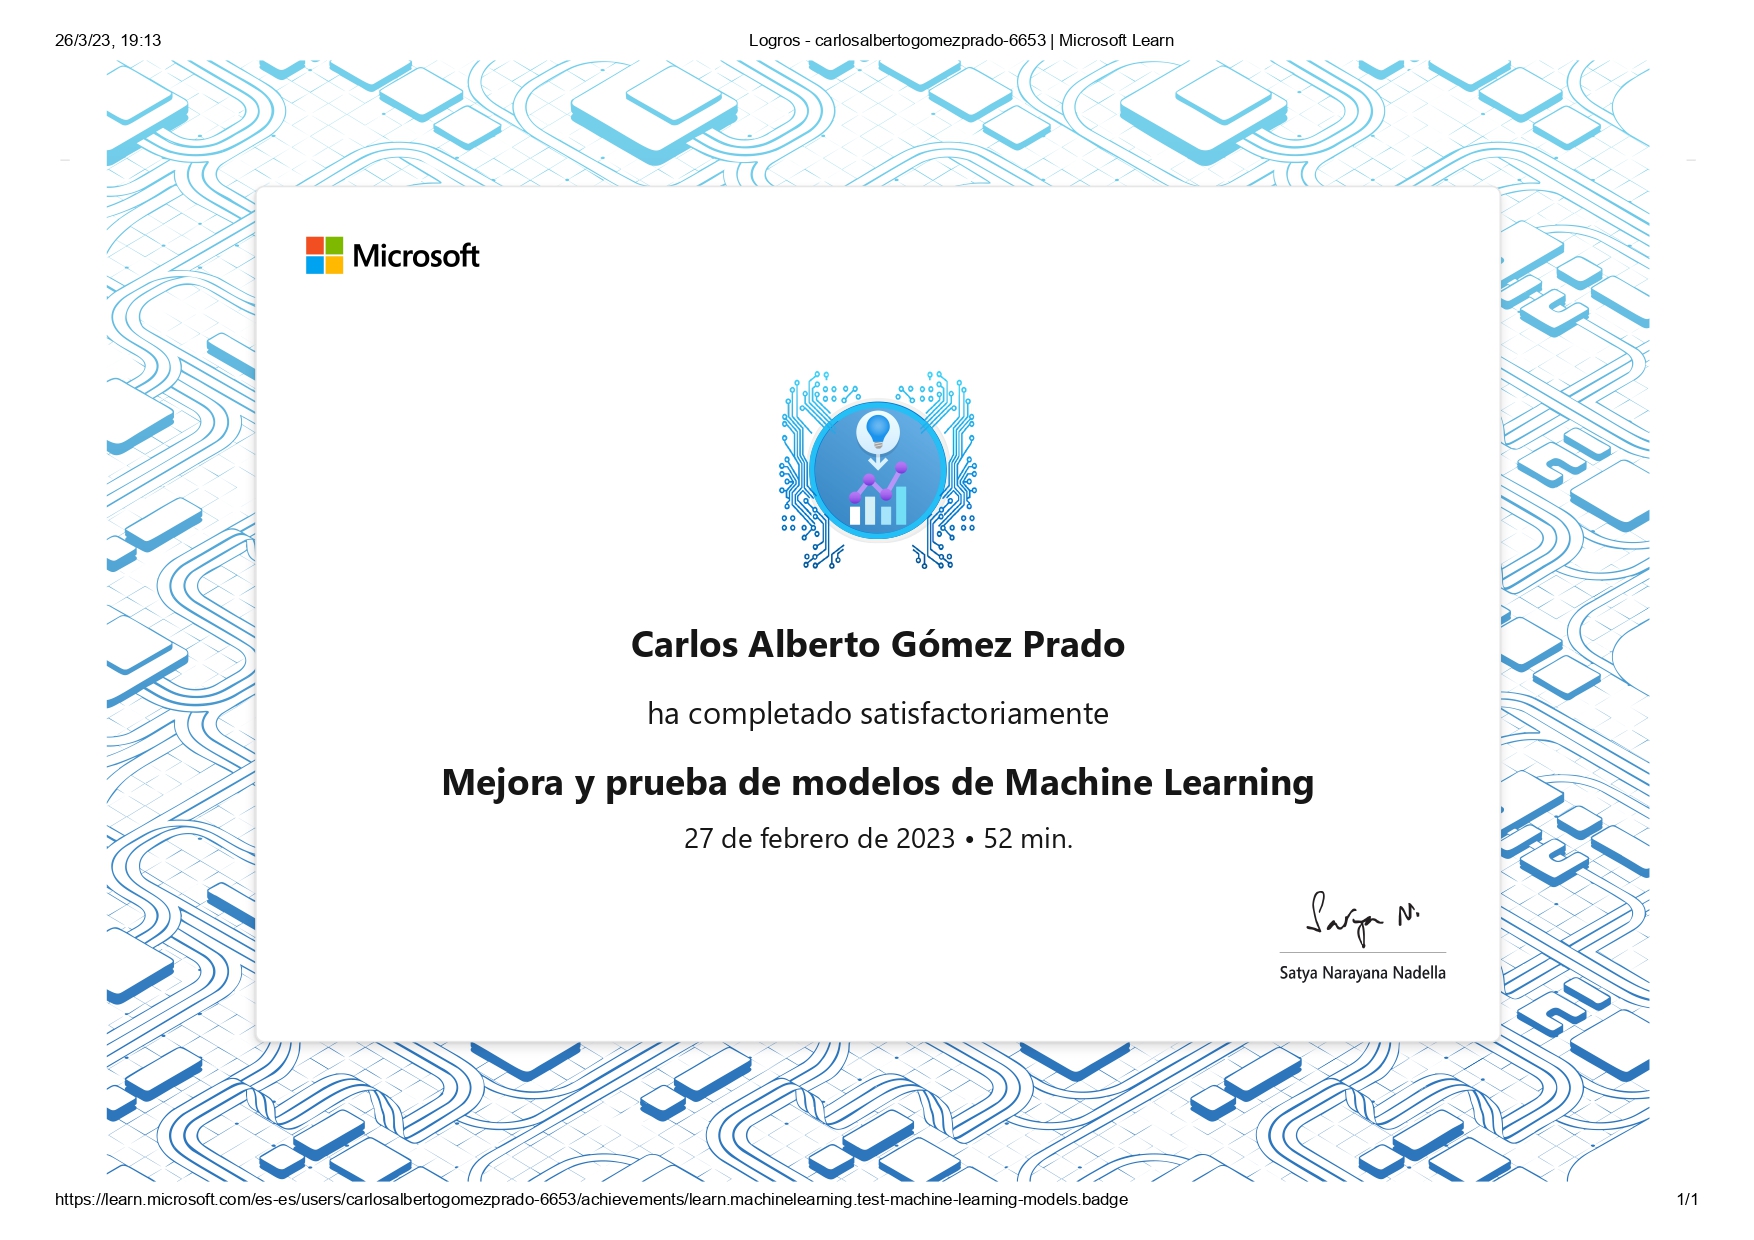 26/3/23, 19:13
Logros - carlosalbertogomezprado-6653 | Microsoft Learn
Microsoft
Carlos Alberto Gómez Prado
ha completado satisfactoriamente
Mejora y prueba de modelos de Machine Learning
27 de febrero de 2023 • 52 min.
Satya N.
Satya Narayana Nadella
https://learn.microsoft.com/es-es/users/carlosalbertogomezprado-6653/achievements/learn.machinelearning.test-machine-learning-models.badge
1/1